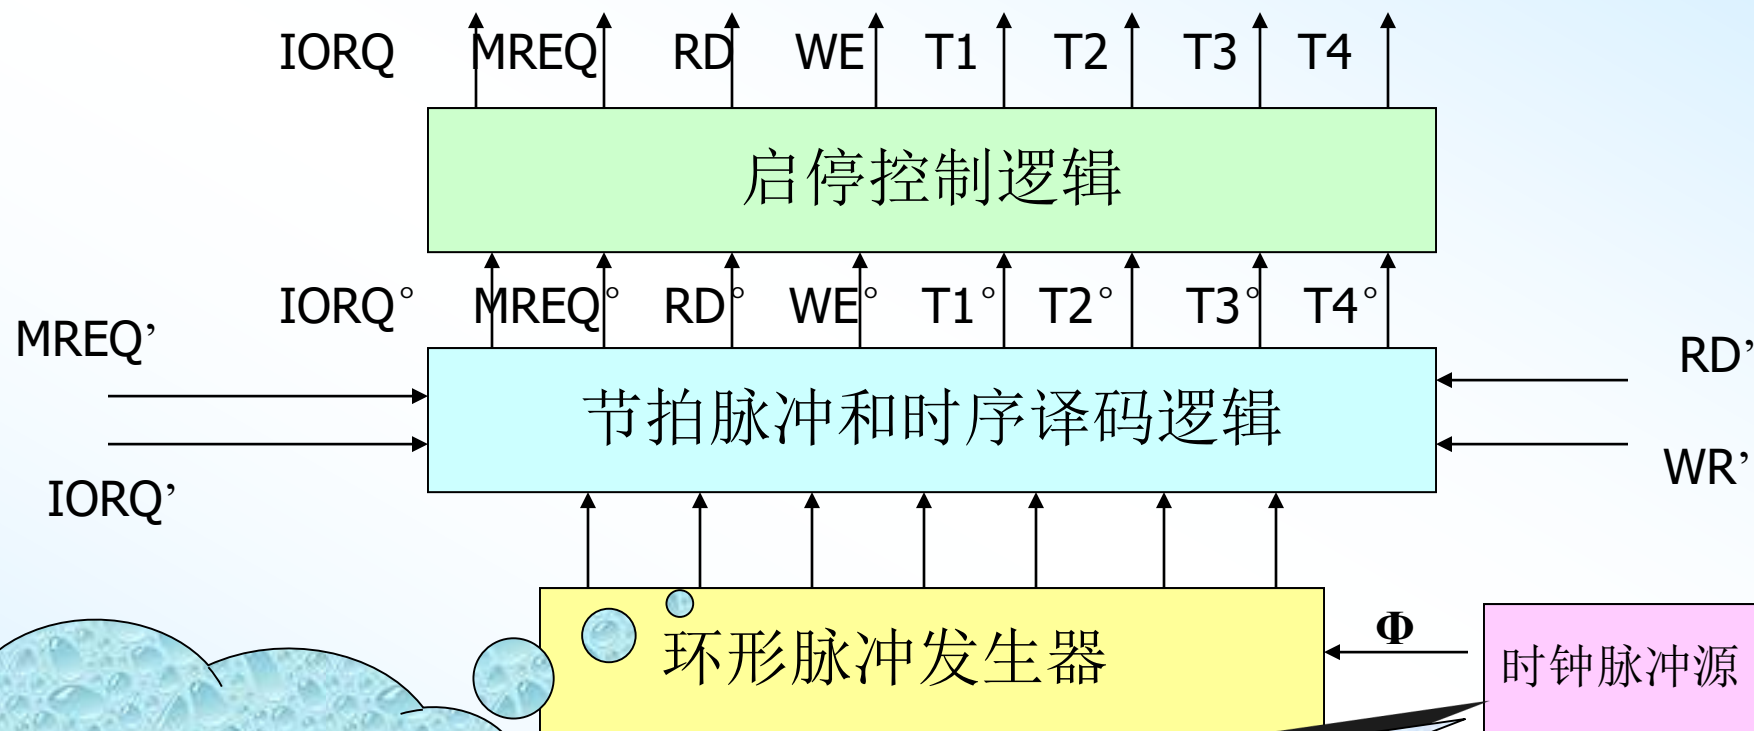 IORQ MREQ RD WE T1 T2 T3 T4
启停控制逻辑
IORQ° MREQ° RD° WE° T1° T2° T3° T4°
MREQ’
RD’
节拍脉冲和时序译码逻辑
WR’
IORQ’
环形脉冲发生器
Φ
时钟脉冲源